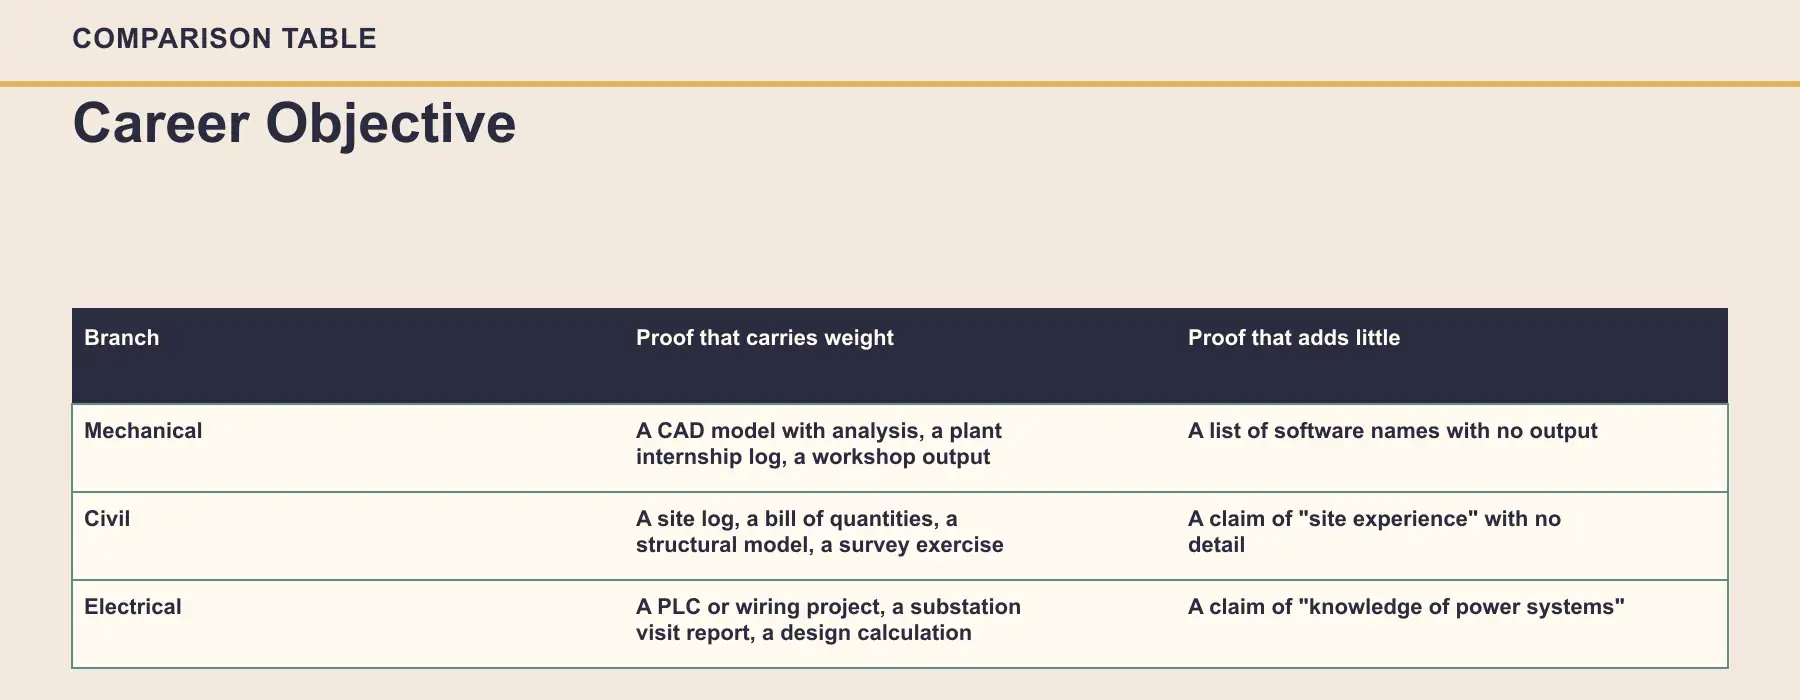 COMPARISON TABLE
Career Objective
Branch
Proof that carries weight
Proof that adds little
Mechanical
A CAD model with analysis, a plant
internship log, a workshop output
A list of software names with no output
Civil
A site log, a bill of quantities, a
structural model, a survey exercise
A claim of "site experience" with no
detail
Electrical
A PLC or wiring project, a substation
visit report, a design calculation
A claim of "knowledge of power systems"